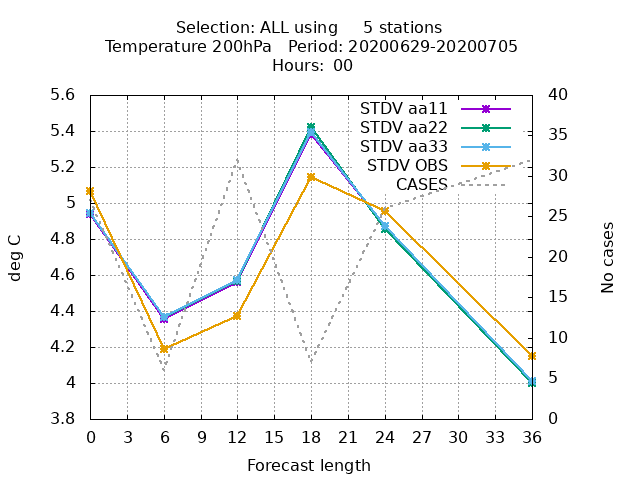 Selection: ALL using     5 stations
Temperature 200hPa   Period: 20200629-20200705
Hours:  00
5.6
5.4
5.2
5
4.8
4.6
4.4
4.2
4
3.8
deg C
STDV aa11
STDV aa22
STDV aa33
STDV OBS
CASES
40
35
30
25
20
15
10
5
0
No cases
0 3 6 9 12 15 18 21 24 27 30 33 36
Forecast length